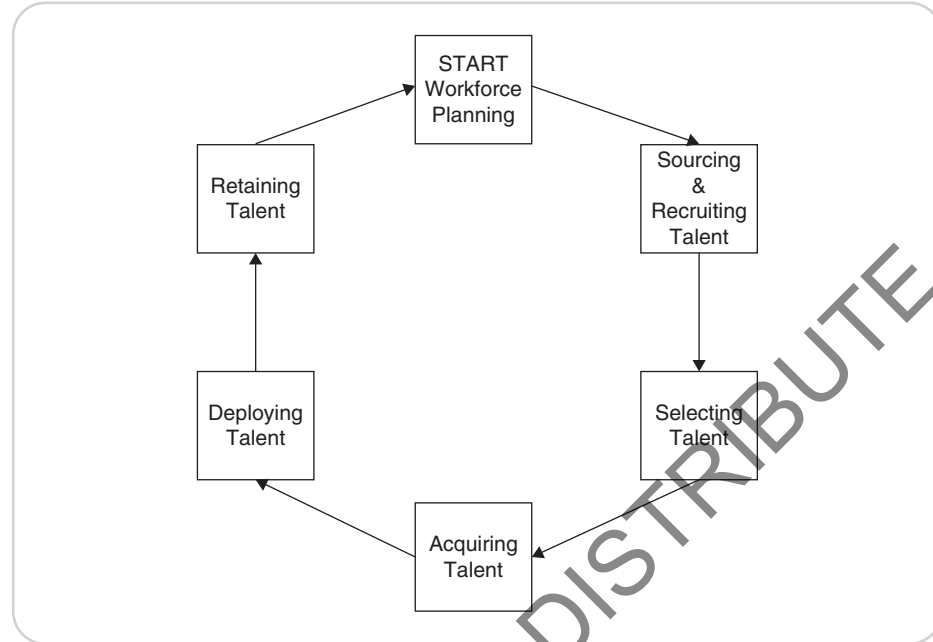 START
Workforce
Planning
Sourcing
&
Recruiting
Talent
Selecting
Talent
Acquiring
Talent
Deploying
Talent
Retaining
Talent
DISTRIBUTE